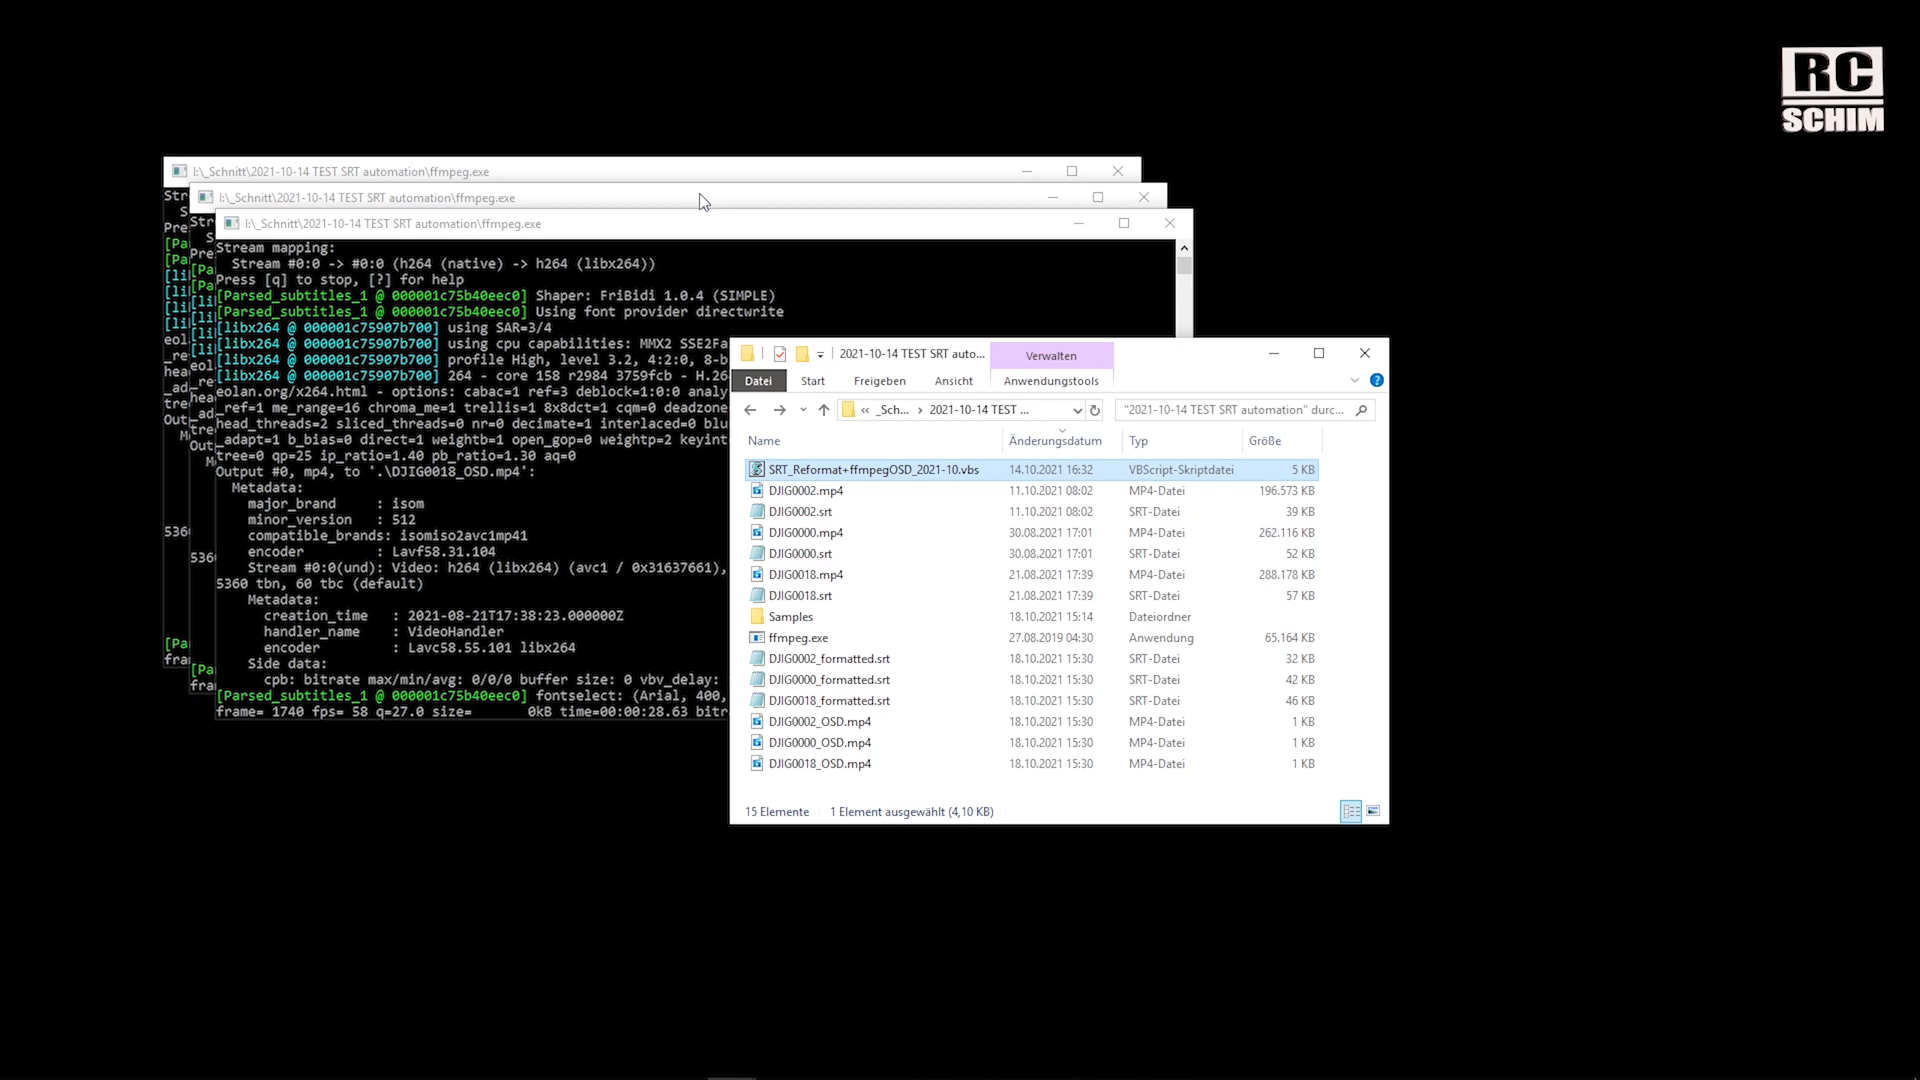 RC
SCHIM
I:\_Schnitt\2021-10-14 TEST SRT automation\ffmpeg.exe
I:\_Schnitt\2021-10-14 TEST SRT automation\ffmpeg.exe
I:\_Schnitt\2021-10-14 TEST SRT automation\ffmpeg.exe
Stream mapping:
Stream #0:0 -> #0:0 (h264 (native) -> h264 (libx264))
Press [q] to stop, [?] for help
[Parsed_subtitles_1 @ 000001c75b40eec0] Shaper: FriBidi 1.0.4 (SIMPLE)
[Parsed_subtitles_1 @ 000001c75b40eec0] Using font provider directwrite
[libx264 @ 000001c75907b700] using SAR=3/4
[libx264 @ 000001c75907b700] using cpu capabilities: MMX2 SSE2Fa
[libx264 @ 000001c75907b700] profile High, level 3.2, 4:2:0, 8-b
[libx264 @ 000001c75907b700] 264 - core 158 r2984 3759fcb - H.26
eolan.org/x264.html - options: cabac=1 ref=3 deblock=1:0:0 analy
_ref=1 me_range=16 chroma_me=1 trellis=1 8x8dct=1 cqm=0 deadzone
head_threads=2 sliced_threads=0 nr=0 decimate=1 interlaced=0 blu
_adapt=1 b_bias=0 direct=1 weightb=1 open_gop=0 weightp=2 keyint
tree=0 qp=25 ip_ratio=1.40 pb_ratio=1.30 aq=0
Output #0, mp4, to '.\DJIG0018_OSD.mp4':
Metadata:
major_brand : isom
minor_version : 512
compatible_brands: isomiso2avc1mp41
encoder : Lavf58.31.104
Stream #0:0(und): Video: h264 (libx264) (avc1 / 0x31637661),
5360 tbn, 60 tbc (default)
Metadata:
creation_time : 2021-08-21T17:38:23.000000Z
handler_name : VideoHandler
encoder : Lavc58.55.101 libx264
Side data:
cpb: bitrate max/min/avg: 0/0/0 buffer size: 0 vbv_delay:
[Parsed_subtitles_1 @ 000001c75b40eec0] fontselect: (Arial, 400,
frame= 1740 fps= 58 q=27.0 size= 0kB time=00:00:28.63 bitr
2021-10-14 TEST SRT auto... Verwalten
Datei Start Freigeben Ansicht Anwendungstools
« _Sch... › 2021-10-14 TEST ... "2021-10-14 TEST SRT automation" durc...
Name Änderungsdatum Typ Größe
SRT_Reformat+ffmpegOSD_2021-10.vbs 14.10.2021 16:32 VBScript-Skriptdatei 5 KB
DJIG0002.mp4 11.10.2021 08:02 MP4-Datei 196.573 KB
DJIG0002.srt 11.10.2021 08:02 SRT-Datei 39 KB
DJIG0000.mp4 30.08.2021 17:01 MP4-Datei 262.116 KB
DJIG0000.srt 30.08.2021 17:01 SRT-Datei 52 KB
DJIG0018.mp4 21.08.2021 17:39 MP4-Datei 288.178 KB
DJIG0018.srt 21.08.2021 17:39 SRT-Datei 57 KB
Samples 18.10.2021 15:14 Dateiordner
ffmpeg.exe 27.08.2019 04:30 Anwendung 65.164 KB
DJIG0002_formatted.srt 18.10.2021 15:30 SRT-Datei 32 KB
DJIG0000_formatted.srt 18.10.2021 15:30 SRT-Datei 42 KB
DJIG0018_formatted.srt 18.10.2021 15:30 SRT-Datei 46 KB
DJIG0002_OSD.mp4 18.10.2021 15:30 MP4-Datei 1 KB
DJIG0000_OSD.mp4 18.10.2021 15:30 MP4-Datei 1 KB
DJIG0018_OSD.mp4 18.10.2021 15:30 MP4-Datei 1 KB
15 Elemente 1 Element ausgewählt (4,10 KB)